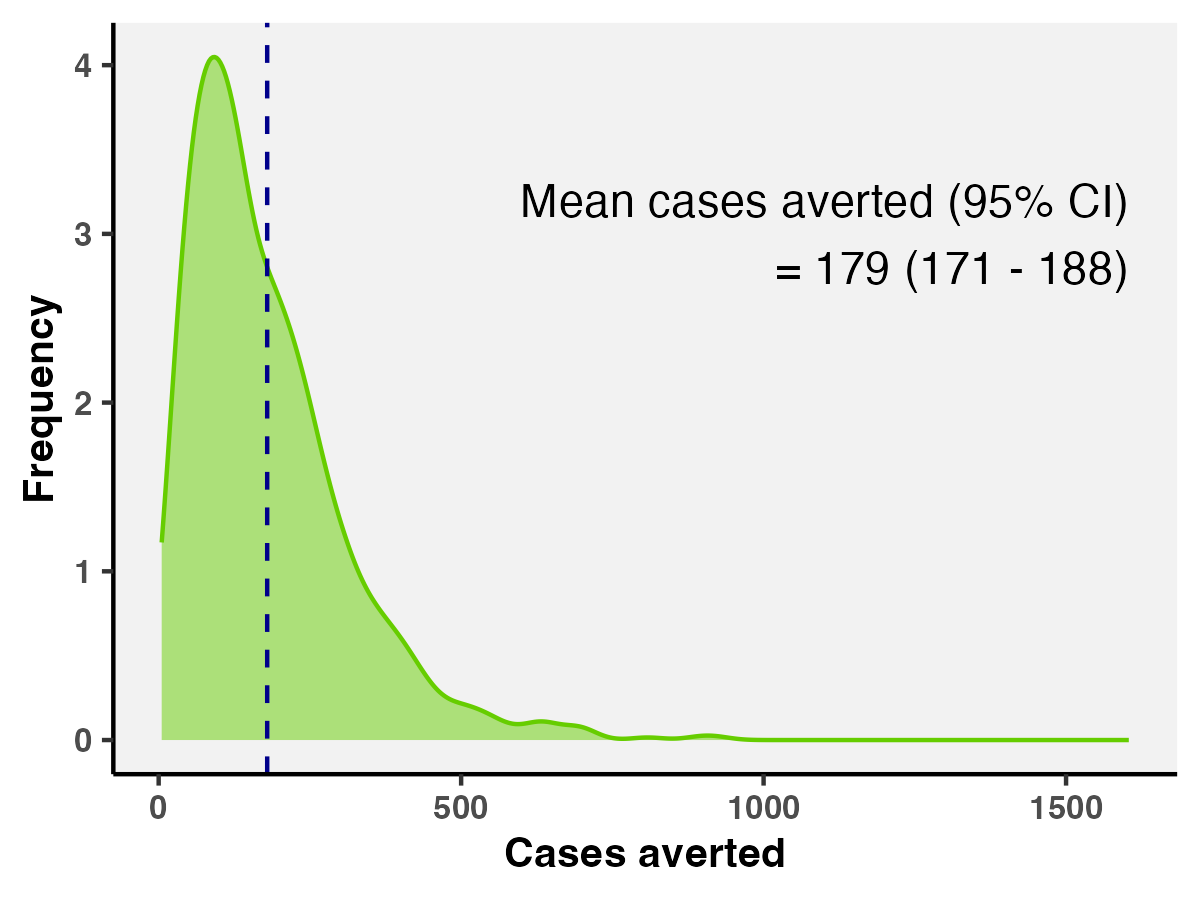 4
3
2
1
0
Frequency
Mean cases averted (95% CI)
= 179 (171 - 188)
0 500 1000 1500
Cases averted